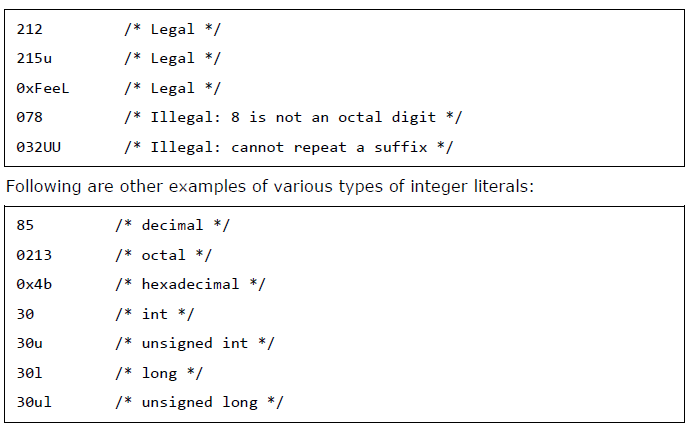 212 /* Legal */
215u /* Legal */
0xFeeL /* Legal */
078 /* Illegal: 8 is not an octal digit */
032UU /* Illegal: cannot repeat a suffix */
Following are other examples of various types of integer literals:
85 /* decimal */
0213 /* octal */
0x4b /* hexadecimal */
30 /* int */
30u /* unsigned int */
30l /* long */
30ul /* unsigned long */